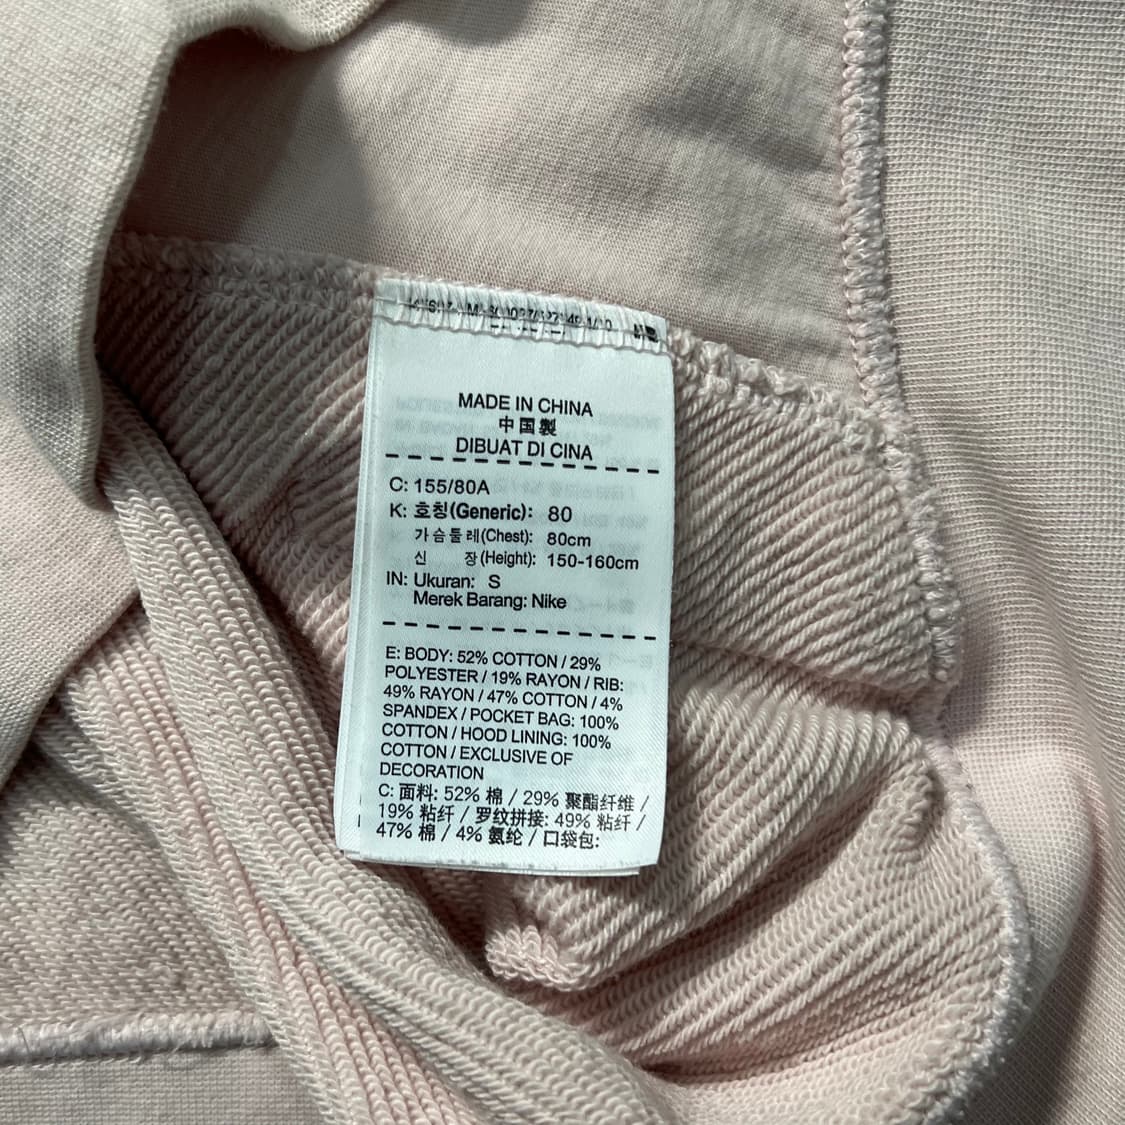 MADE IN CHINA
中国製
DIBUAT DI CINA
C: 155/80A
K: 호칭(Generic): 80
가슴둘레(Chest): 80cm
신 장(Height): 150-160cm
IN: Ukuran: S
Merek Barang: Nike
E: BODY: 52% COTTON / 29%
POLYESTER / 19% RAYON / RIB:
49% RAYON / 47% COTTON / 4%
SPANDEX / POCKET BAG: 100%
COTTON / HOOD LINING: 100%
COTTON / EXCLUSIVE OF
DECORATION
C: 面料: 52% 棉 / 29% 聚酯纤维 /
19% 粘纤 / 罗纹拼接: 49% 粘纤 /
47% 棉 / 4% 氨纶 / 口袋包: